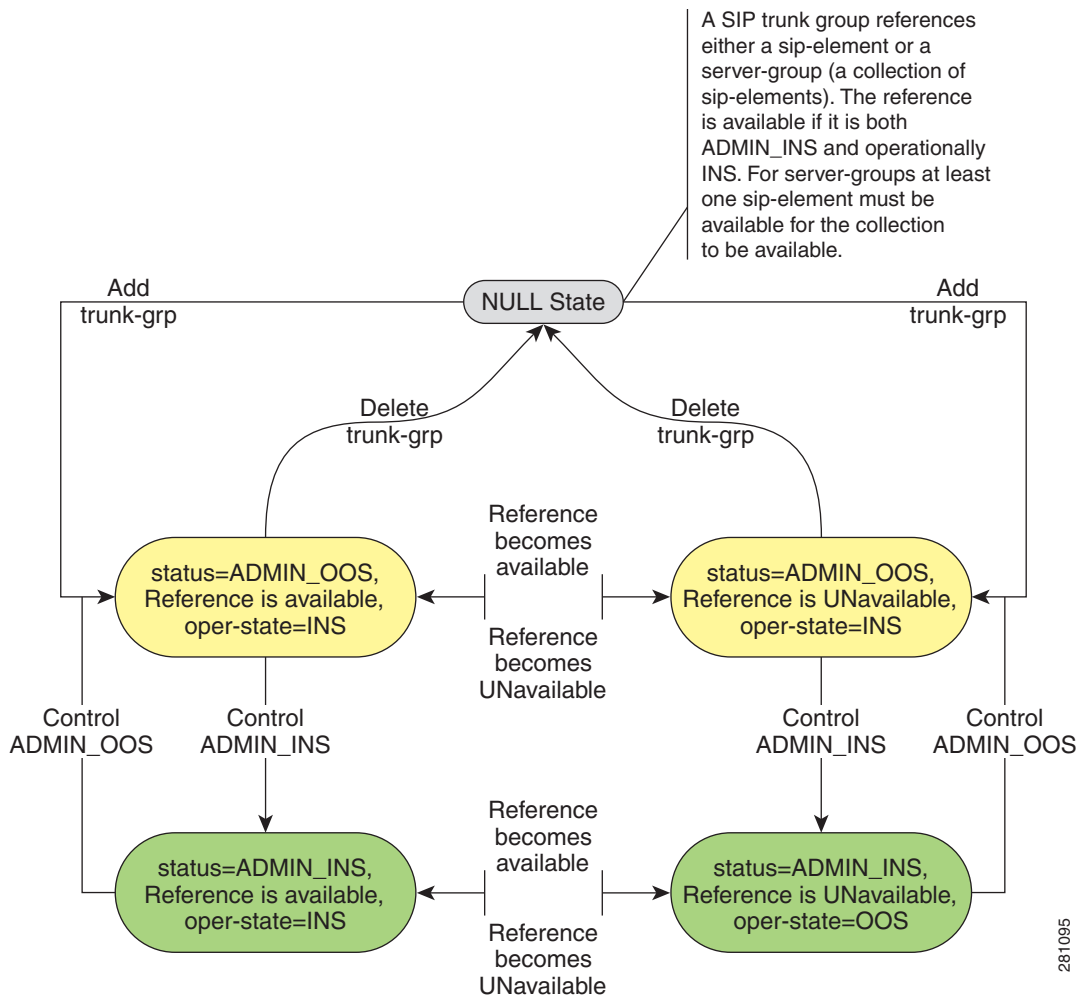 A SIP trunk group references
either a sip-element or a
server-group (a collection of
sip-elements). The reference
is available if it is both
ADMIN_INS and operationally
INS. For server-groups at least
one sip-element must be
available for the collection
to be available.
Add
trunk-grp
NULL State
Add
trunk-grp
Delete
trunk-grp
Delete
trunk-grp
Reference
becomes
available
status=ADMIN_OOS,
Reference is available,
oper-state=INS
status=ADMIN_OOS,
Reference is UNavailable,
oper-state=INS
Reference
becomes
UNavailable
Control
ADMIN_OOS
Control
ADMIN_INS
Control
ADMIN_INS
Control
ADMIN_OOS
Reference
becomes
available
status=ADMIN_INS,
Reference is available,
oper-state=INS
status=ADMIN_INS,
Reference is UNavailable,
oper-state=OOS
Reference
becomes
UNavailable
281095